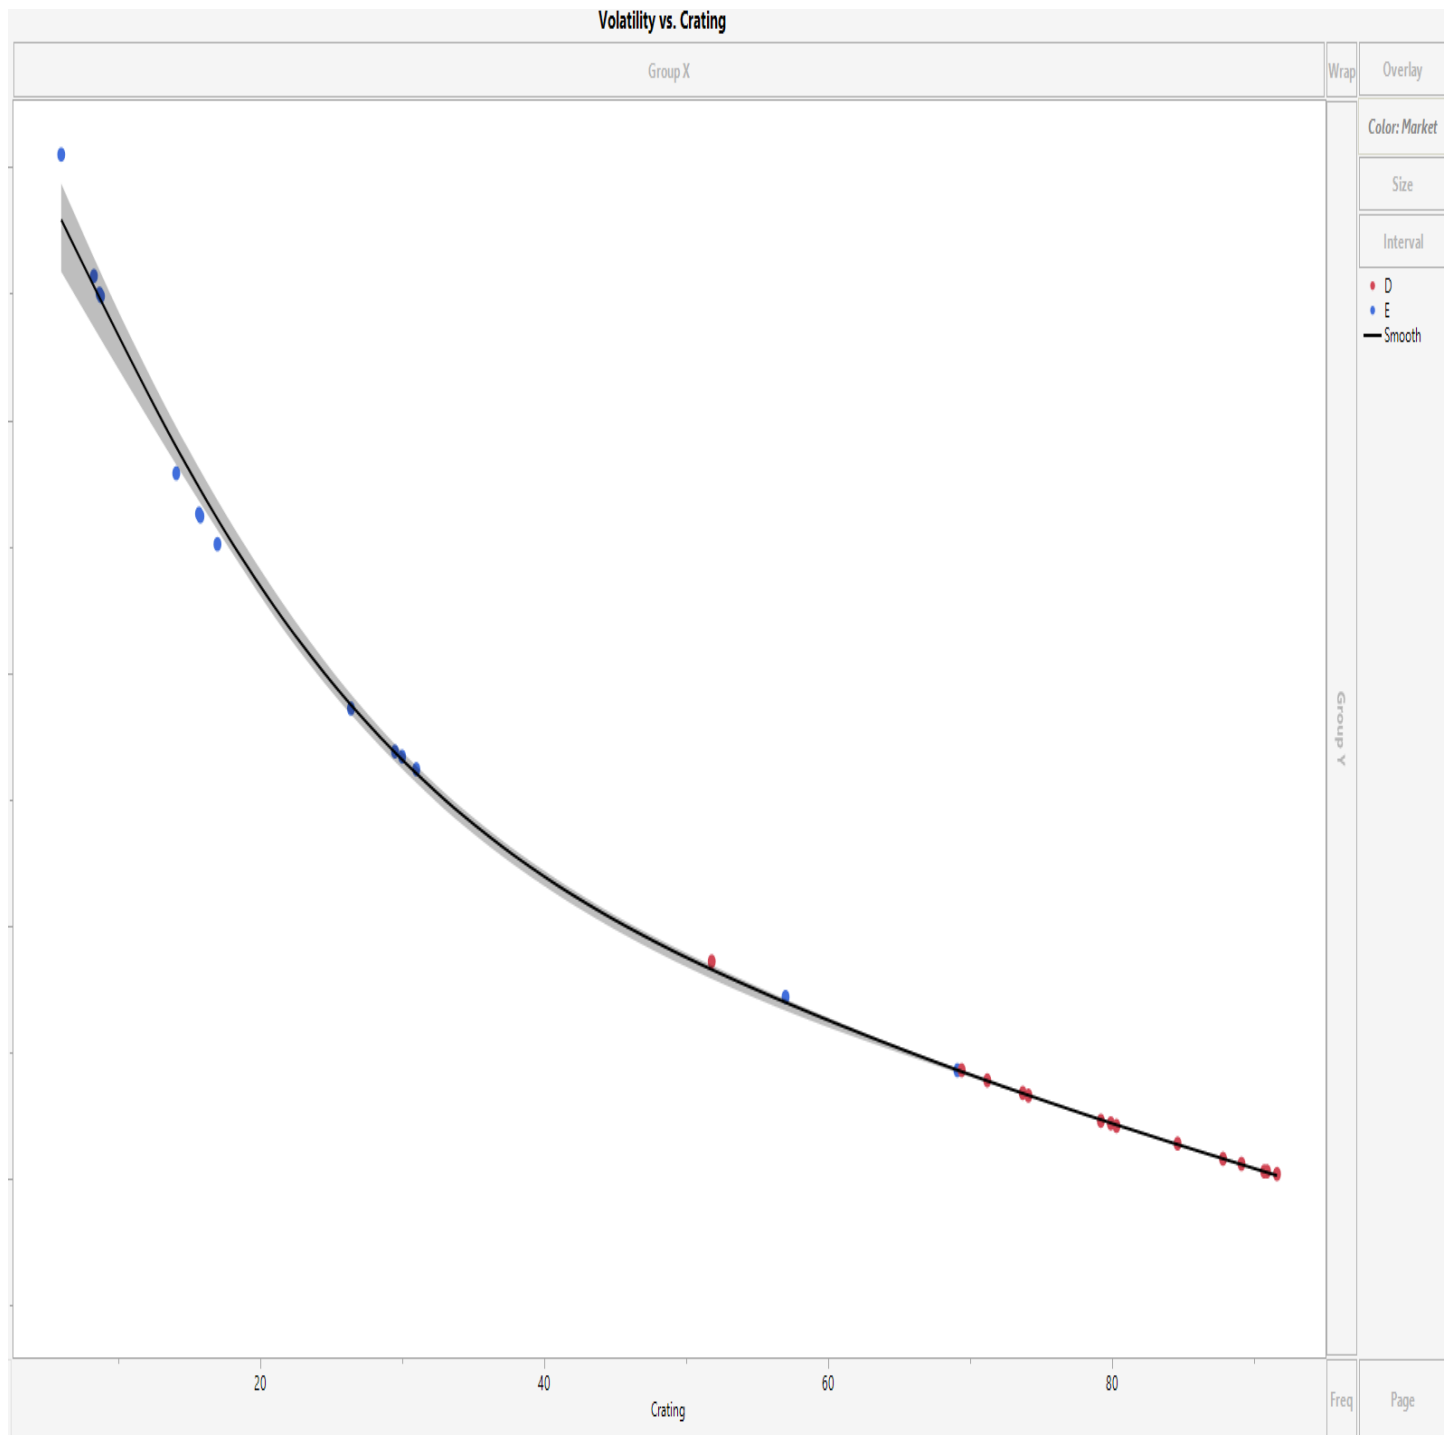 Volatility vs. Crating
Group X
Wrap
Overlay
Color: Market
Size
Interval
D
E
Smooth
Group Y
20
40
60
80
Crating
Freq
Page